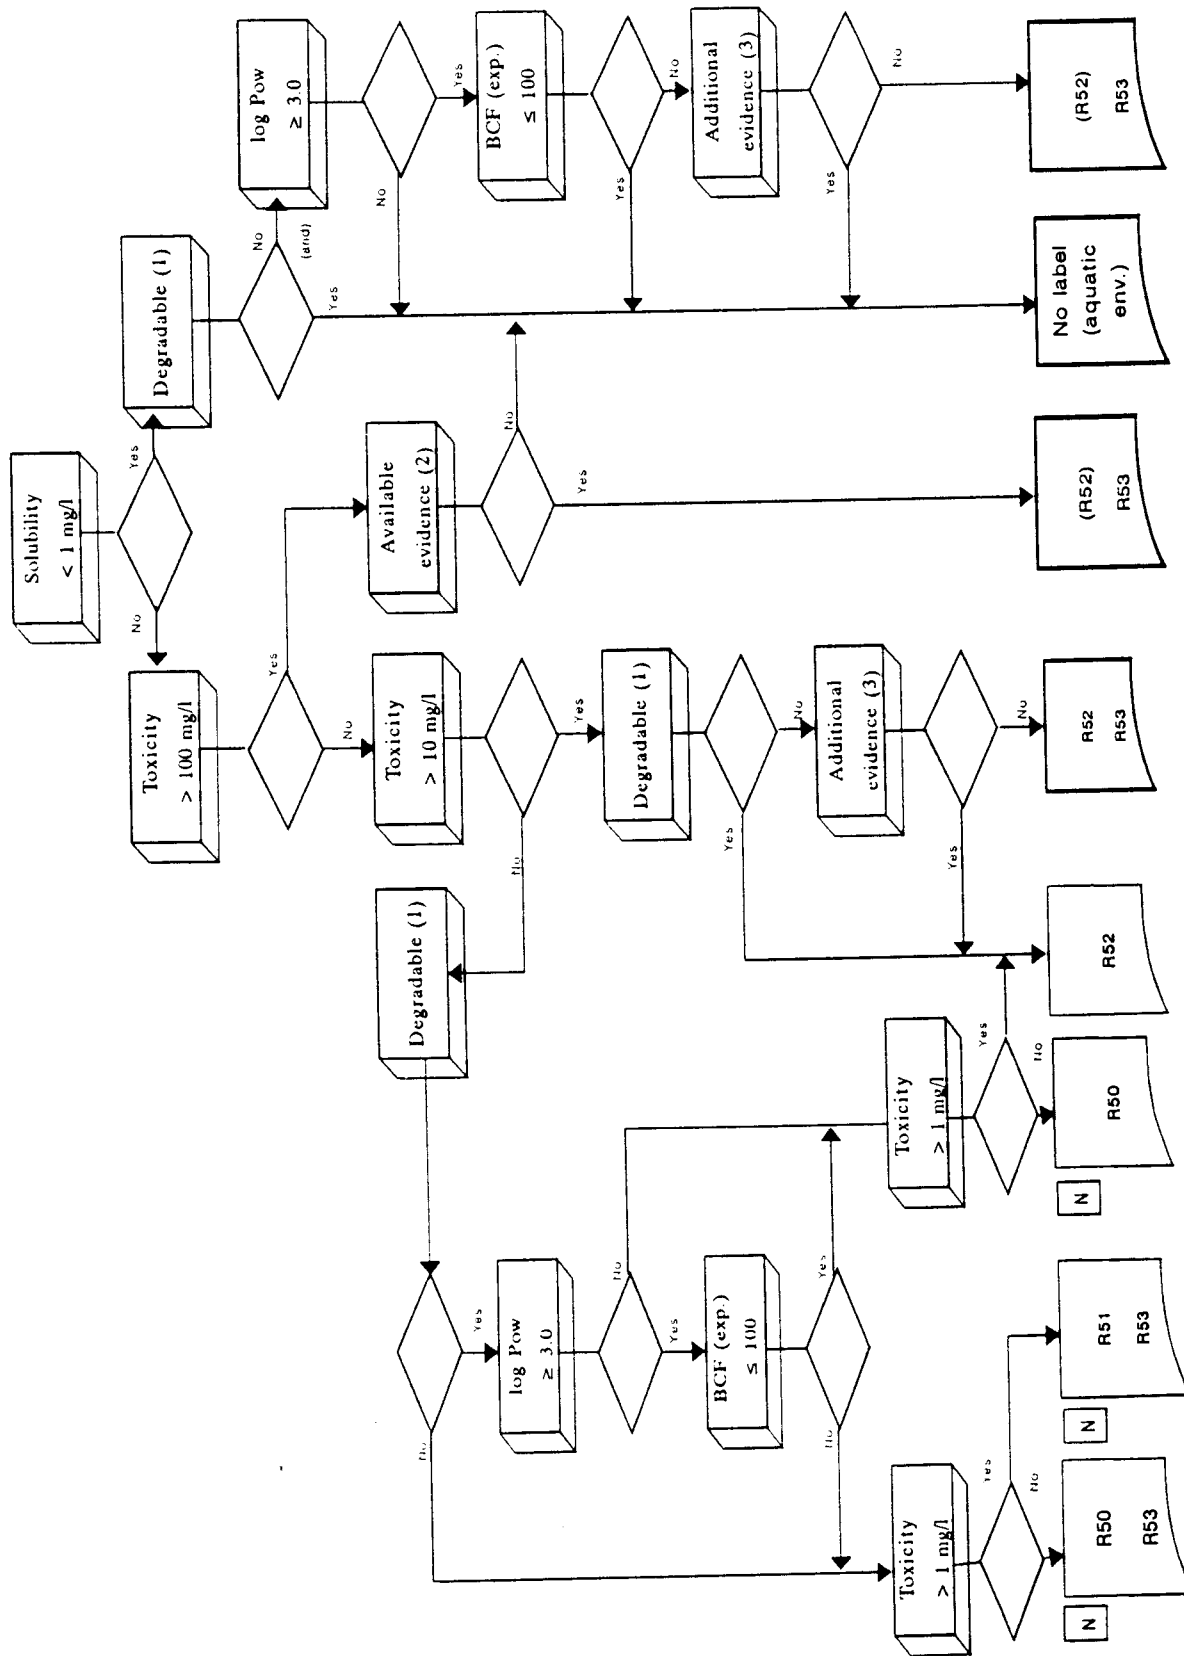 Solubility
< 1 mg/l
No
Yes
Toxicity
> 100 mg/l
Degradable (1)
Yes
No
No
(and)
Yes
log Pow
≥ 3.0
Toxicity
> 10 mg/l
Available
evidence (2)
No
Yes
Degradable (1)
No
Yes
No
Yes
BCF (exp.)
≤ 100
Yes
No
Yes
No
Degradable (1)
Yes
No
Additional
evidence (3)
Yes
No
log Pow
≥ 3.0
No
Yes
Additional
evidence (3)
Yes
No
BCF (exp.)
≤ 100
No
Yes
Toxicity
> 1 mg/l
Yes
No
Toxicity
> 1 mg/l
Yes
No
N
R50
R53
N
R51
R53
N
R50
R52
R52
R53
(R52)
R53
No label
(aquatic
env.)
(R52)
R53